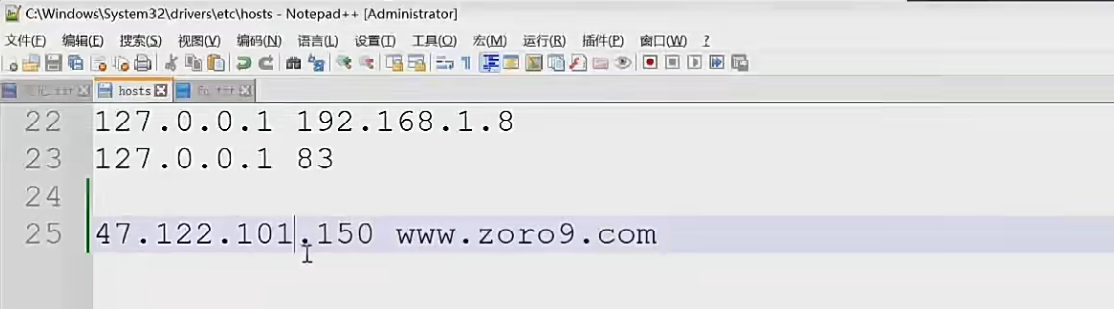 C:\Windows\System32\drivers\etc\hosts - Notepad++ [Administrator]
文件(F) 编辑(E) 搜索(S) 视图(V) 编码(N) 语言(L) 设置(T) 工具(O) 宏(M) 运行(R) 插件(P) 窗口(W) ?
hosts
22 127.0.0.1 192.168.1.8
23 127.0.0.1 83
24
25 47.122.101.150 www.zoro9.com